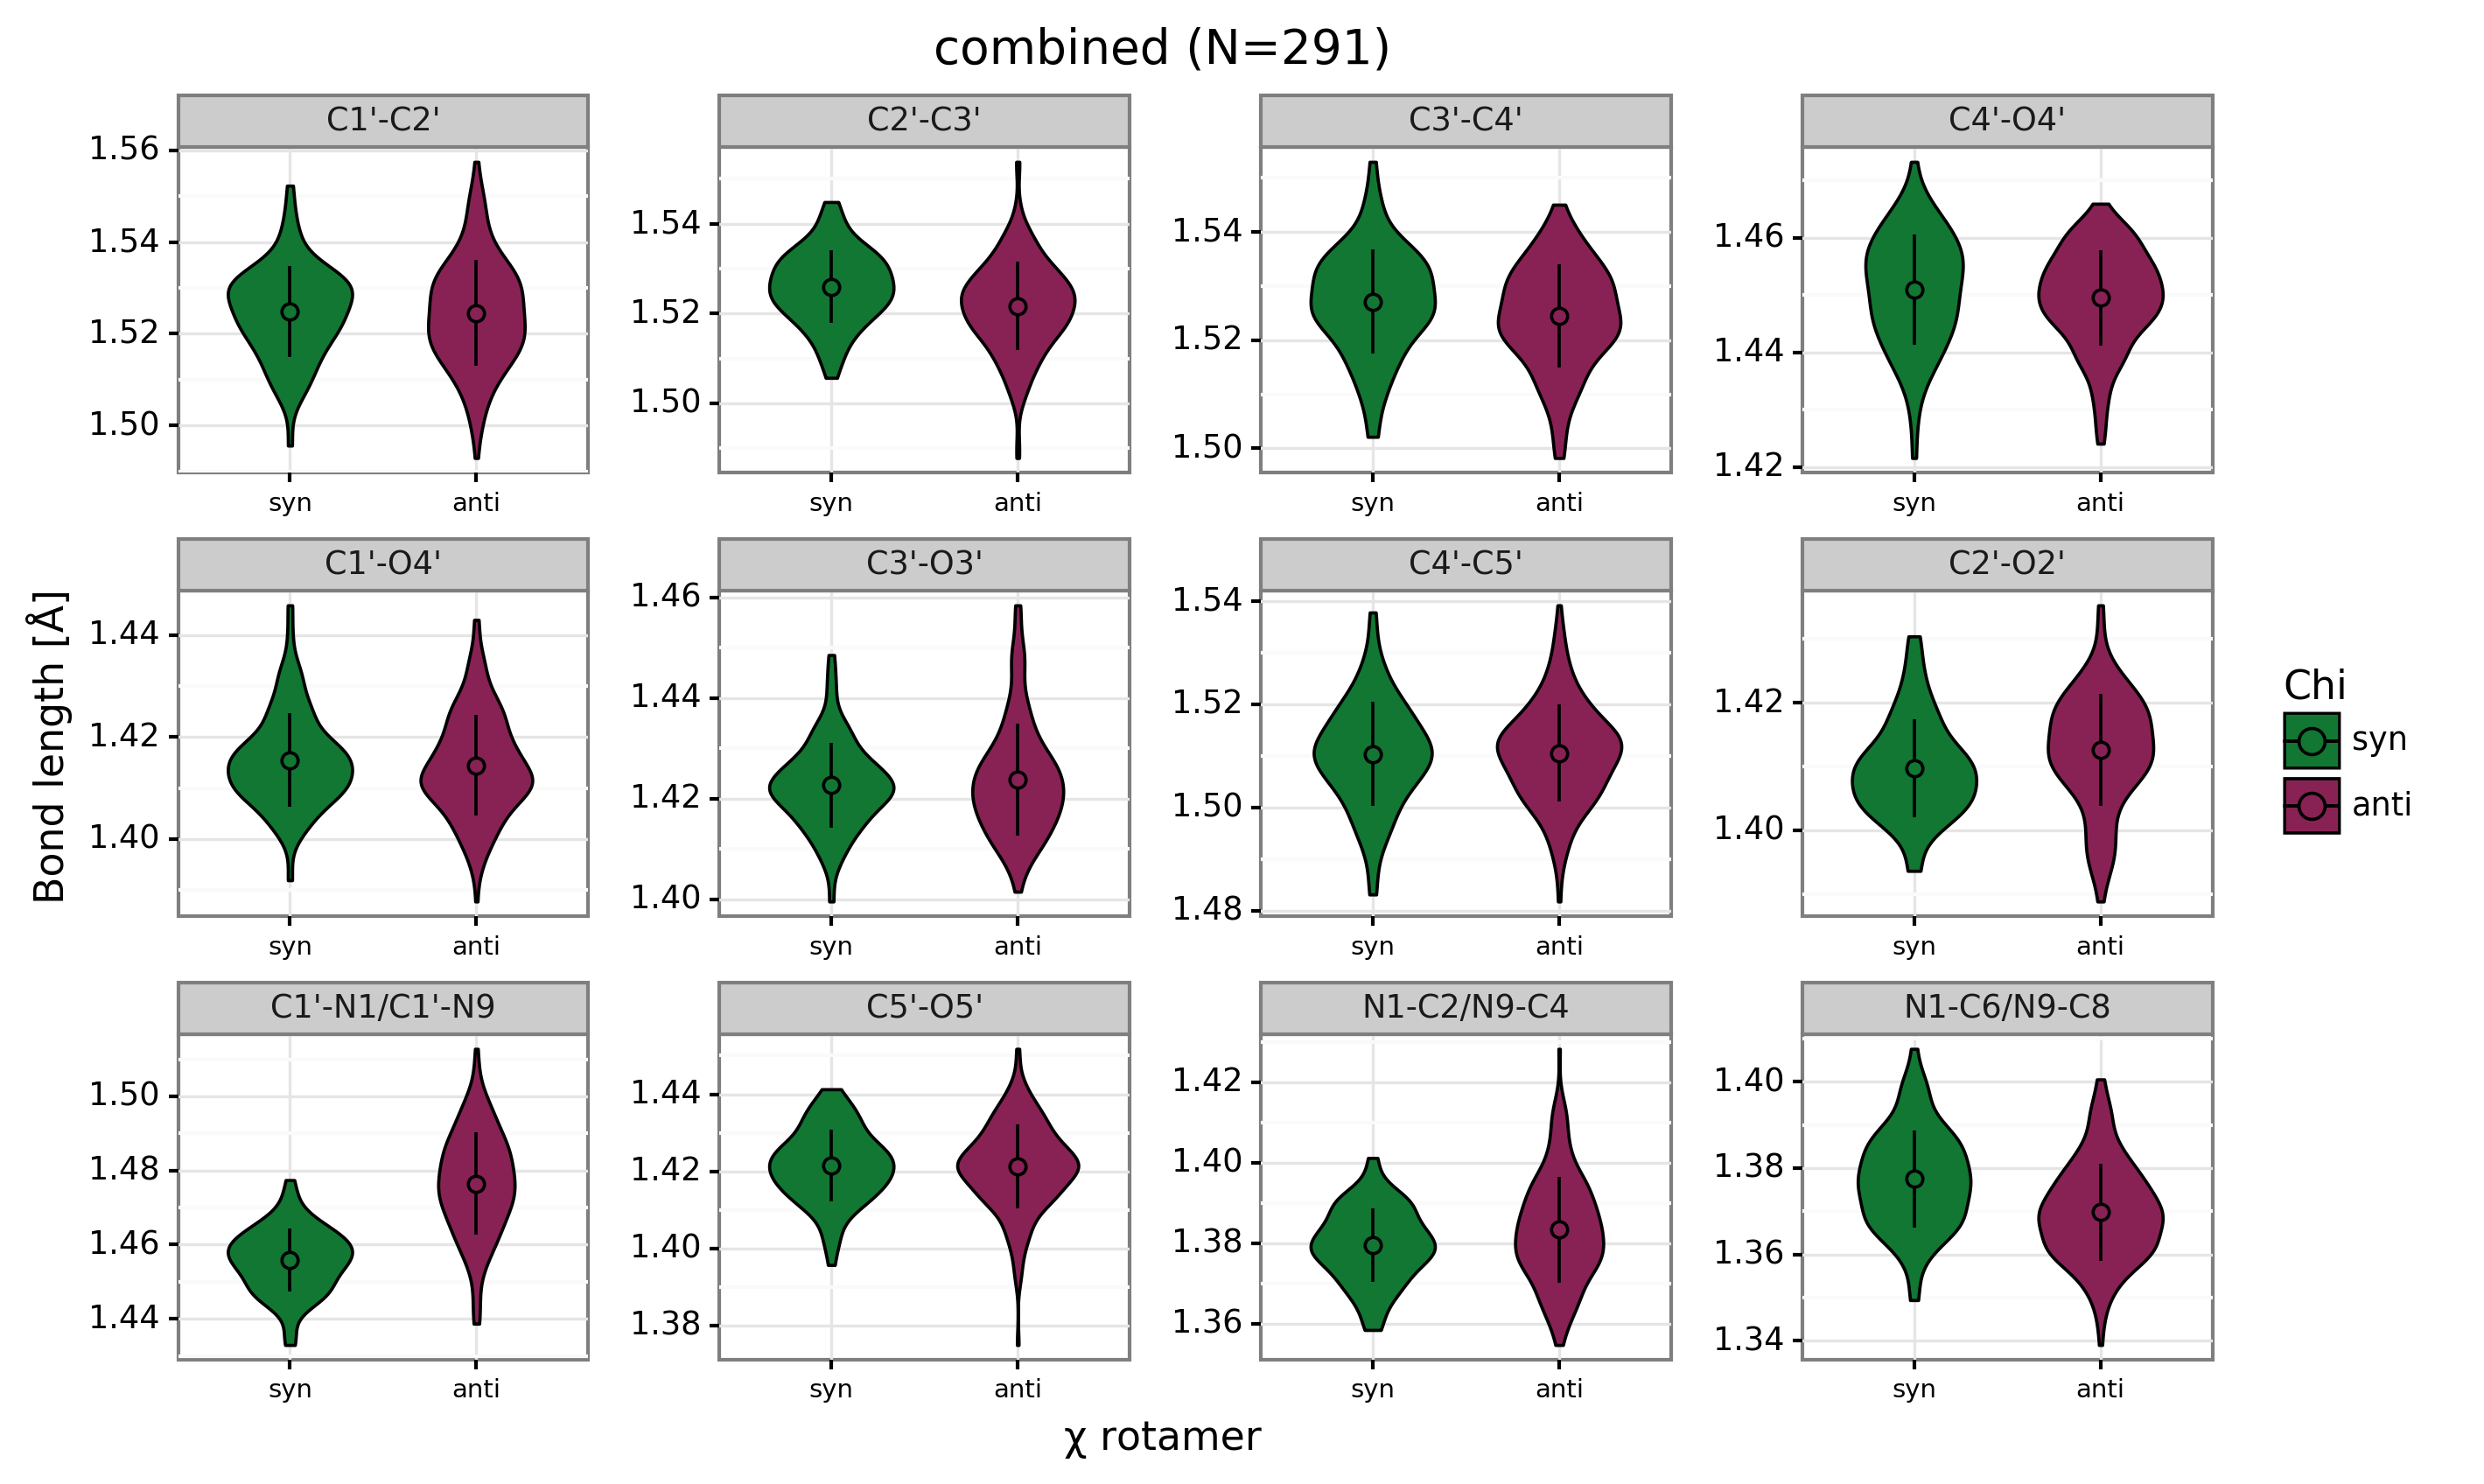 combined (N=291)
C1'-C2' C2'-C3' C3'-C4' C4'-O4'
1.56
1.54
1.52
1.50
syn anti
1.54
1.52
1.50
syn anti
1.54
1.52
1.50
syn anti
1.46
1.44
1.42
syn anti
Bond length [Å]
C1'-O4' C3'-O3' C4'-C5' C2'-O2'
1.44
1.42
1.40
syn anti
1.46
1.44
1.42
1.40
syn anti
1.54
1.52
1.50
1.48
syn anti
1.42
1.40
syn anti
Chi
syn
anti
C1'-N1/C1'-N9 C5'-O5' N1-C2/N9-C4 N1-C6/N9-C8
1.50
1.48
1.46
1.44
syn anti
1.44
1.42
1.40
1.38
syn anti
1.42
1.40
1.38
1.36
syn anti
1.40
1.38
1.36
1.34
syn anti
χ rotamer